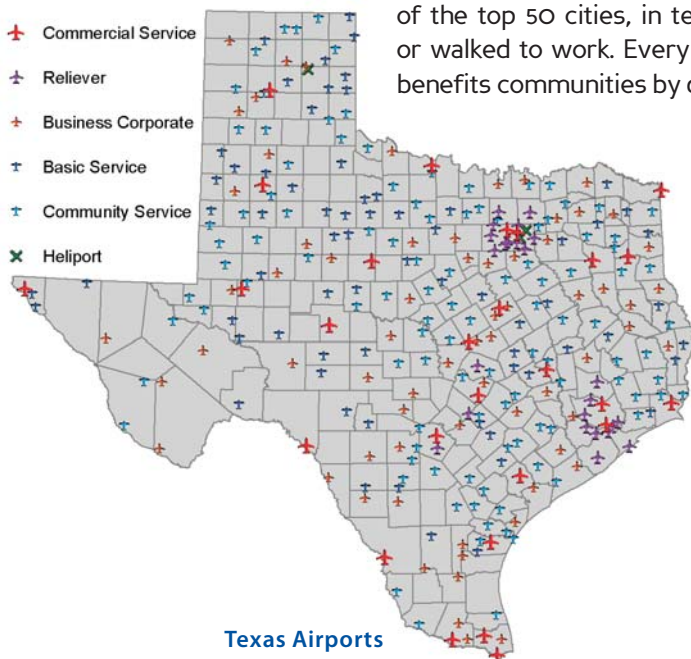 of the top 50 cities, in te
or walked to work. Every
benefits communities by
Commercial Service
Reliever
Business Corporate
Basic Service
Community Service
Heliport
Texas Airports